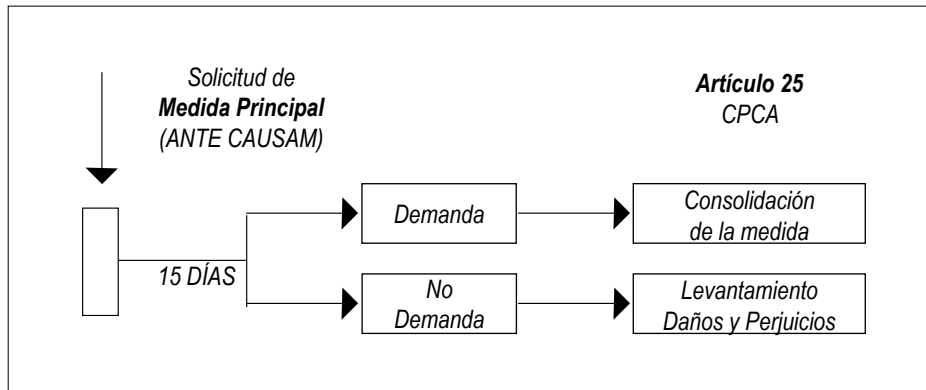 Solicitud de
Medida Principal
(ANTE CAUSAM)
Artículo 25
CPCA
15 DÍAS
Demanda
Consolidación
de la medida
No
Demanda
Levantamiento
Daños y Perjuicios